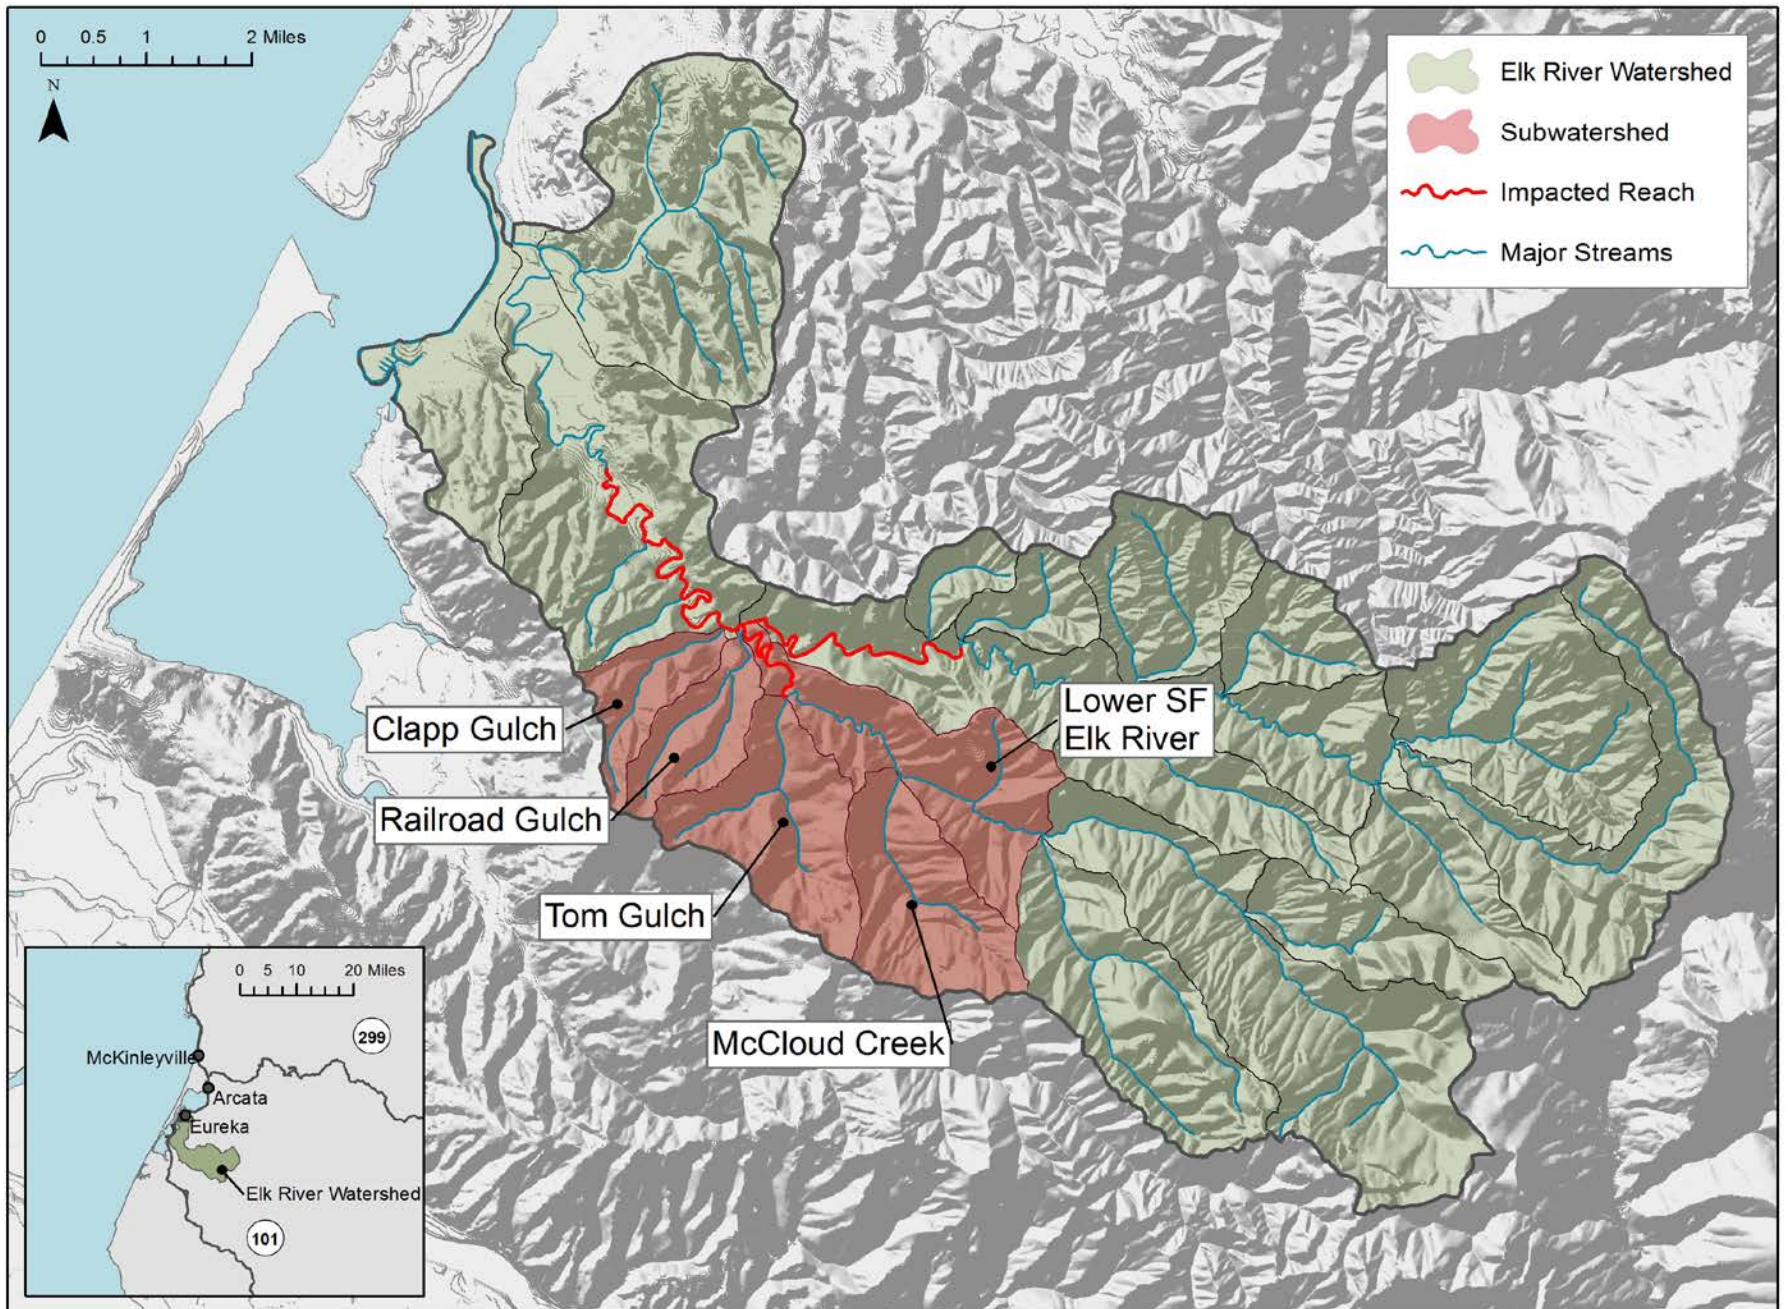 0 0.5 1 2 Miles
N
Elk River Watershed
Subwatershed
Impacted Reach
Major Streams
Lower SF
Elk River
Clapp Gulch
Railroad Gulch
Tom Gulch
McCloud Creek
0 5 10 20 Miles
299
McKinleyville
Arcata
Eureka
Elk River Watershed
101